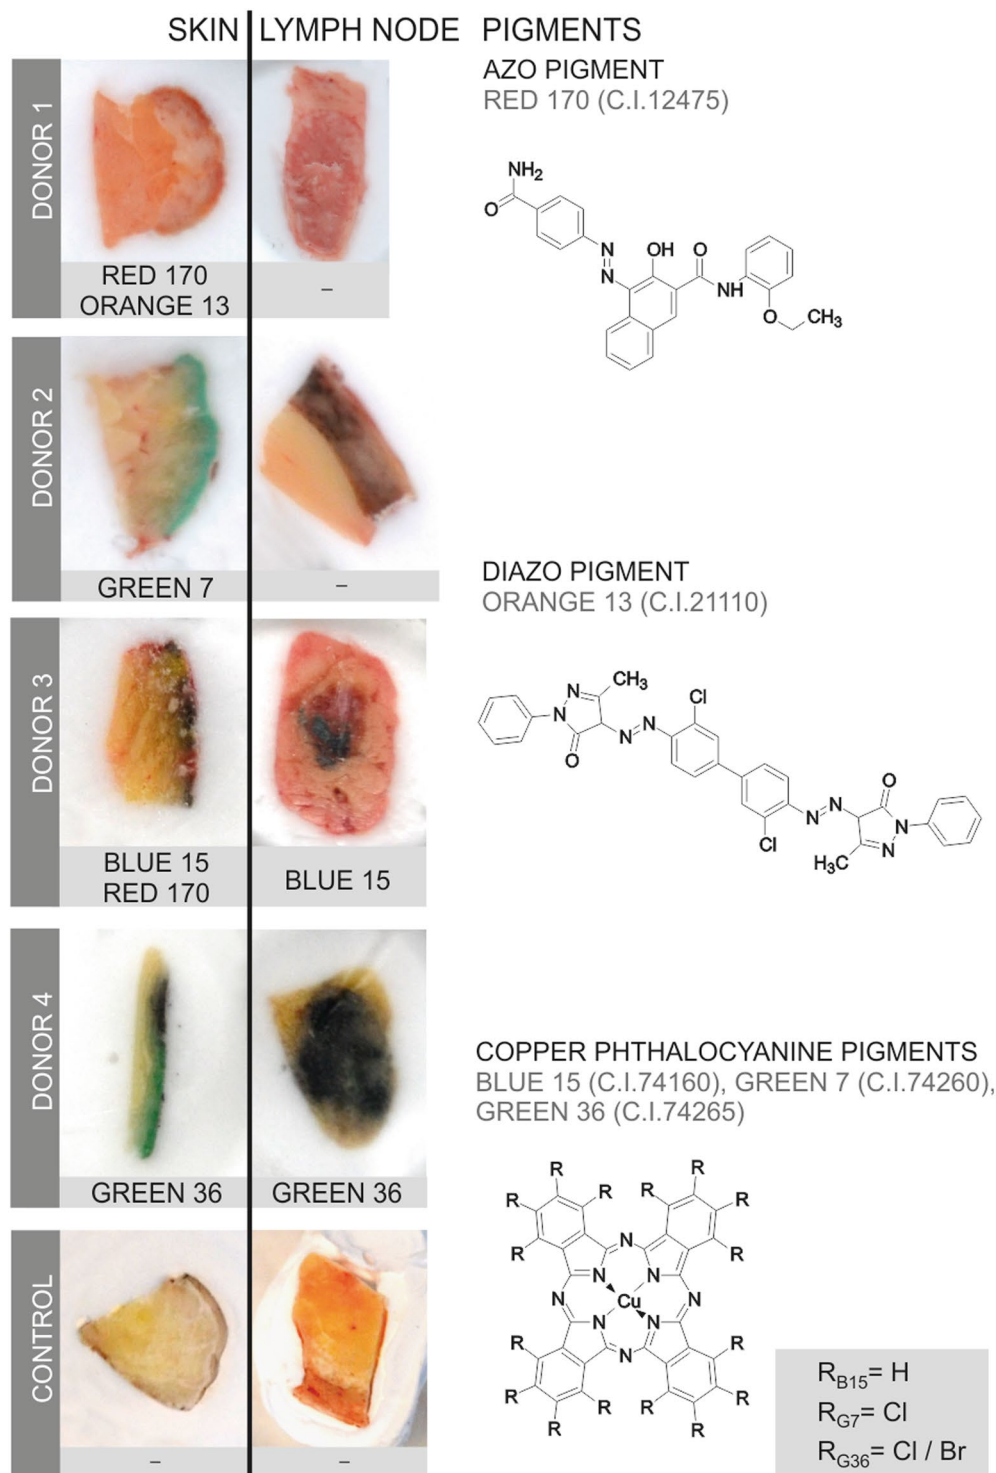 SKIN LYMPH NODE PIGMENTS
AZO PIGMENT
RED 170 (C.I.12475)
DONOR 1
RED 170
ORANGE 13
–
NH2
O
N
N
OH
O
NH
O
CH3
DONOR 2
GREEN 7
–
DIAZO PIGMENT
ORANGE 13 (C.I.21110)
DONOR 3
BLUE 15
RED 170
BLUE 15
CH3
N
N
O
N
N
Cl
Cl
N
N
O
N
N
H3C
DONOR 4
GREEN 36
GREEN 36
COPPER PHTHALOCYANINE PIGMENTS
BLUE 15 (C.I.74160), GREEN 7 (C.I.74260),
GREEN 36 (C.I.74265)
CONTROL
–
–
R R
R R R R
R R
N
N N
N Cu N
N N
N
R R
R R R R
R R
RB15= H
RG7= Cl
RG36= Cl / Br